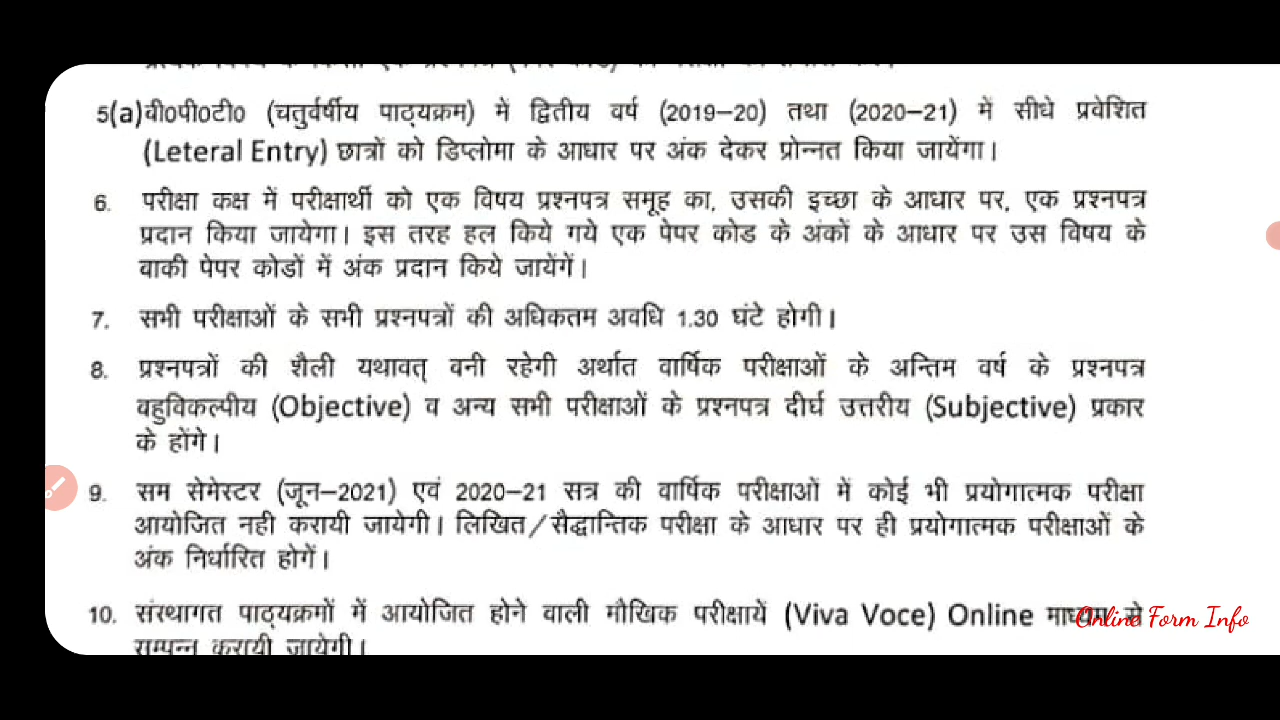 5(a)वी0पी0टी0 (चतुर्वर्षीय पाठ्यक्रम) में द्वितीय वर्ष (2019–20) तथा (2020–21) में सीधे प्रवेशित
(Leteral Entry) छात्रों को डिप्लोमा के आधार पर अंक देकर प्रोन्नत किया जायेंगा।
6. परीक्षा कक्ष में परीक्षार्थी को एक विषय प्रश्नपत्र समूह का, उसकी इच्छा के आधार पर, एक प्रश्नपत्र
प्रदान किया जायेगा। इस तरह हल किये गये एक पेपर कोड के अंकों के आधार पर उस विषय के
वाकी पेपर कोडों में अंक प्रदान किये जायेंगें।
7. सभी परीक्षाओं के सभी प्रश्नपत्रों की अधिकतम अवधि 1.30 घंटे होगी।
8. प्रश्नपत्रों की शैली यथावत् वनी रहेगी अर्थात वार्षिक परीक्षाओं के अन्तिम वर्ष के प्रश्नपत्र
वहुविकल्पीय (Objective) व अन्य सभी परीक्षाओं के प्रश्नपत्र दीर्घ उत्तरीय (Subjective) प्रकार
के होंगे।
9. सम सेमेस्टर (जून–2021) एवं 2020–21 सत्र की वार्षिक परीक्षाओं में कोई भी प्रयोगात्मक परीक्षा
आयोजित नही करायी जायेगी। लिखित/सैद्धान्तिक परीक्षा के आधार पर ही प्रयोगात्मक परीक्षाओं के
अंक निर्धारित होगें।
10. संस्थागत पाठ्यक्रमों में आयोजित होने वाली मौखिक परीक्षायें (Viva Voce) Online माध्यम से
Online Form Info
सम्पन्न करायी जायेगी।